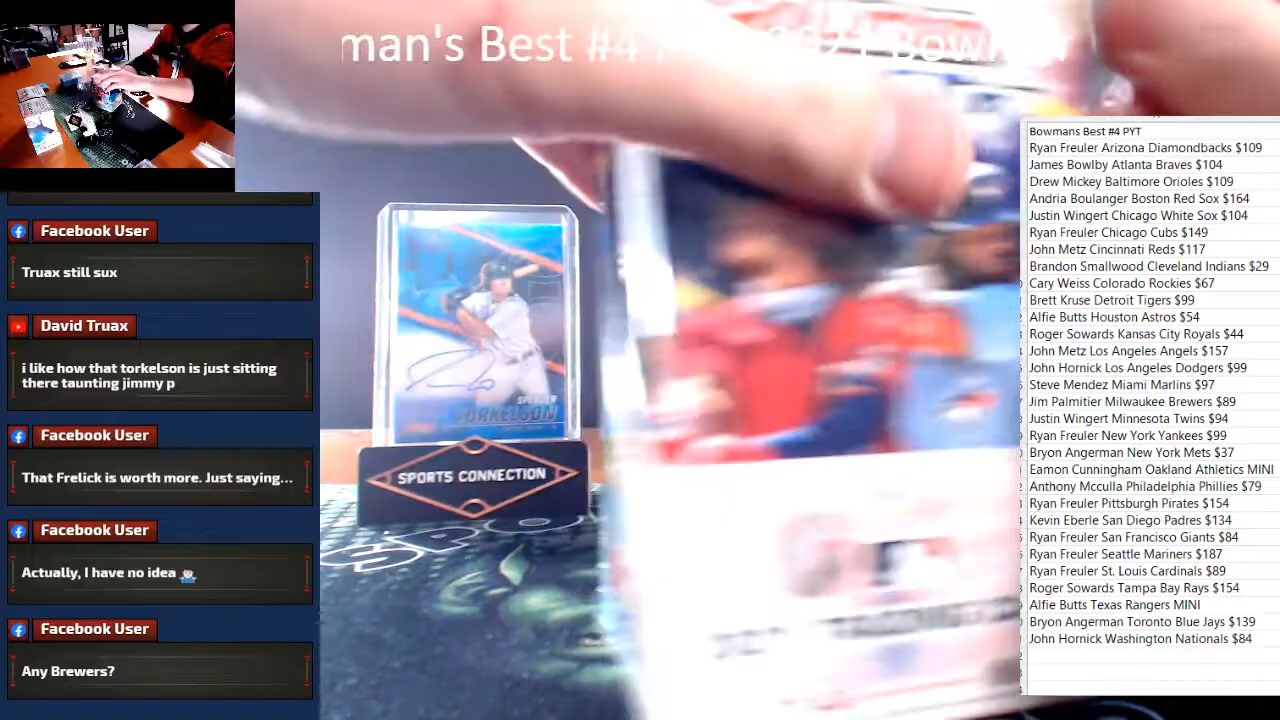 man's Best #4
2021 Bowm
Facebook User
Truax still sux
David Truax
i like how that torkelson is just sitting
there taunting jimmy p
Facebook User
That Frelick is worth more. Just saying...
Facebook User
Actually, I have no idea
Facebook User
Any Brewers?
SPENCER
TORKELSON
SPORTS CONNECTION
Bowmans Best #4 PYT
Ryan Freuler Arizona Diamondbacks $109
James Bowlby Atlanta Braves $104
Drew Mickey Baltimore Orioles $109
Andria Boulanger Boston Red Sox $164
Justin Wingert Chicago White Sox $104
Ryan Freuler Chicago Cubs $149
John Metz Cincinnati Reds $117
Brandon Smallwood Cleveland Indians $29
Cary Weiss Colorado Rockies $67
Brett Kruse Detroit Tigers $99
Alfie Butts Houston Astros $54
Roger Sowards Kansas City Royals $44
John Metz Los Angeles Angels $157
John Hornick Los Angeles Dodgers $99
Steve Mendez Miami Marlins $97
Jim Palmitier Milwaukee Brewers $89
Justin Wingert Minnesota Twins $94
Ryan Freuler New York Yankees $99
Bryon Angerman New York Mets $37
Eamon Cunningham Oakland Athletics MINI
Anthony Mcculla Philadelphia Phillies $79
Ryan Freuler Pittsburgh Pirates $154
Kevin Eberle San Diego Padres $134
Ryan Freuler San Francisco Giants $84
Ryan Freuler Seattle Mariners $187
Ryan Freuler St. Louis Cardinals $89
Roger Sowards Tampa Bay Rays $154
Alfie Butts Texas Rangers MINI
Bryon Angerman Toronto Blue Jays $139
John Hornick Washington Nationals $84